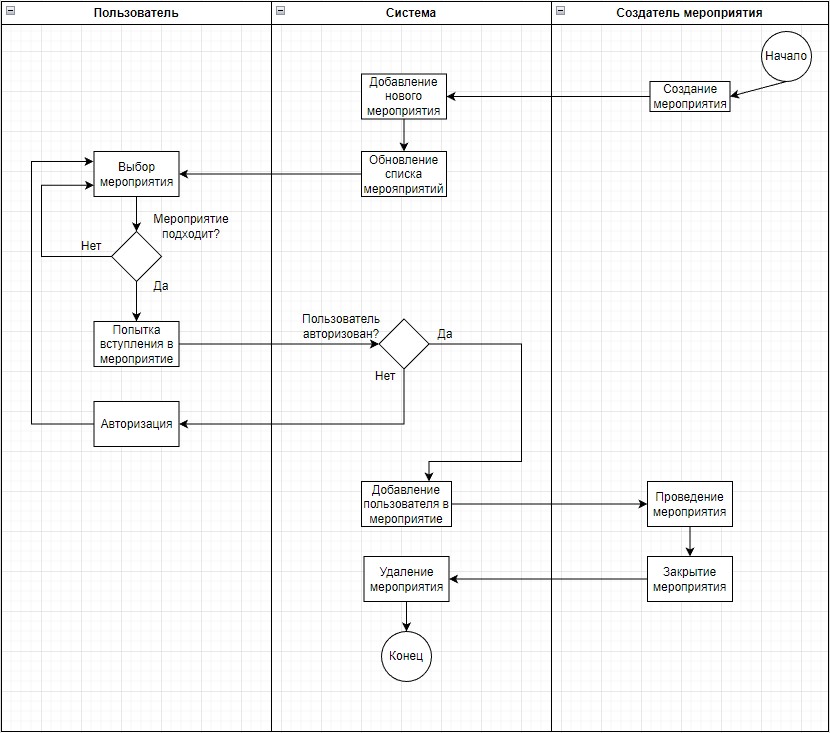 Пользователь
Система
Создатель мероприятия
Начало
Создание
мероприятия
Добавление
нового
мероприятия
Обновление
списка
мерояприятий
Выбор
мероприятия
Мероприятие
подходит?
Нет
Да
Попытка
вступления в
мероприятие
Пользователь
авторизован?
Да
Нет
Авторизация
Добавление
пользователя в
мероприятие
Проведение
мероприятия
Закрытие
мероприятия
Удаление
мероприятия
Конец